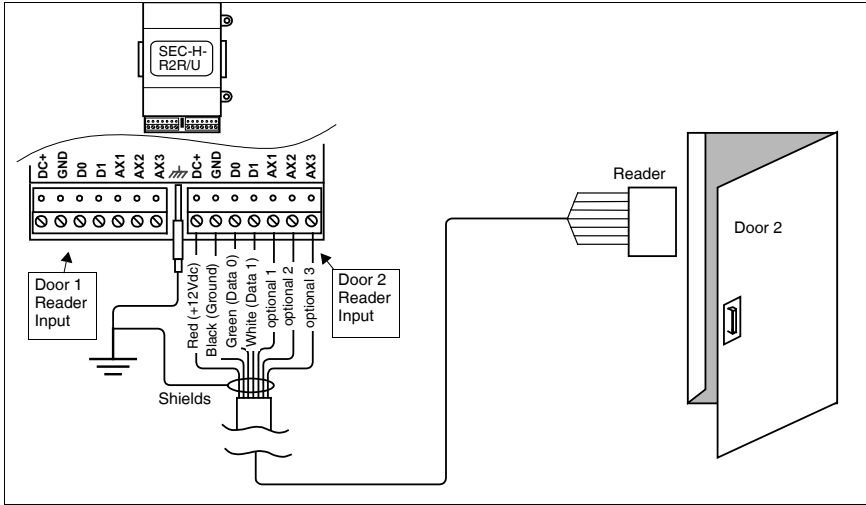 SEC-H-
R2R/U
DC+ GND D0 D1 AX1 AX2 AX3 DC+ GND D0 D1 AX1 AX2 AX3
Door 1
Reader
Input
Red (+12Vdc)
Black (Ground)
Green (Data 0)
White (Data 1)
optional 1
optional 2
optional 3
Door 2
Reader
Input
Shields
Reader
Door 2